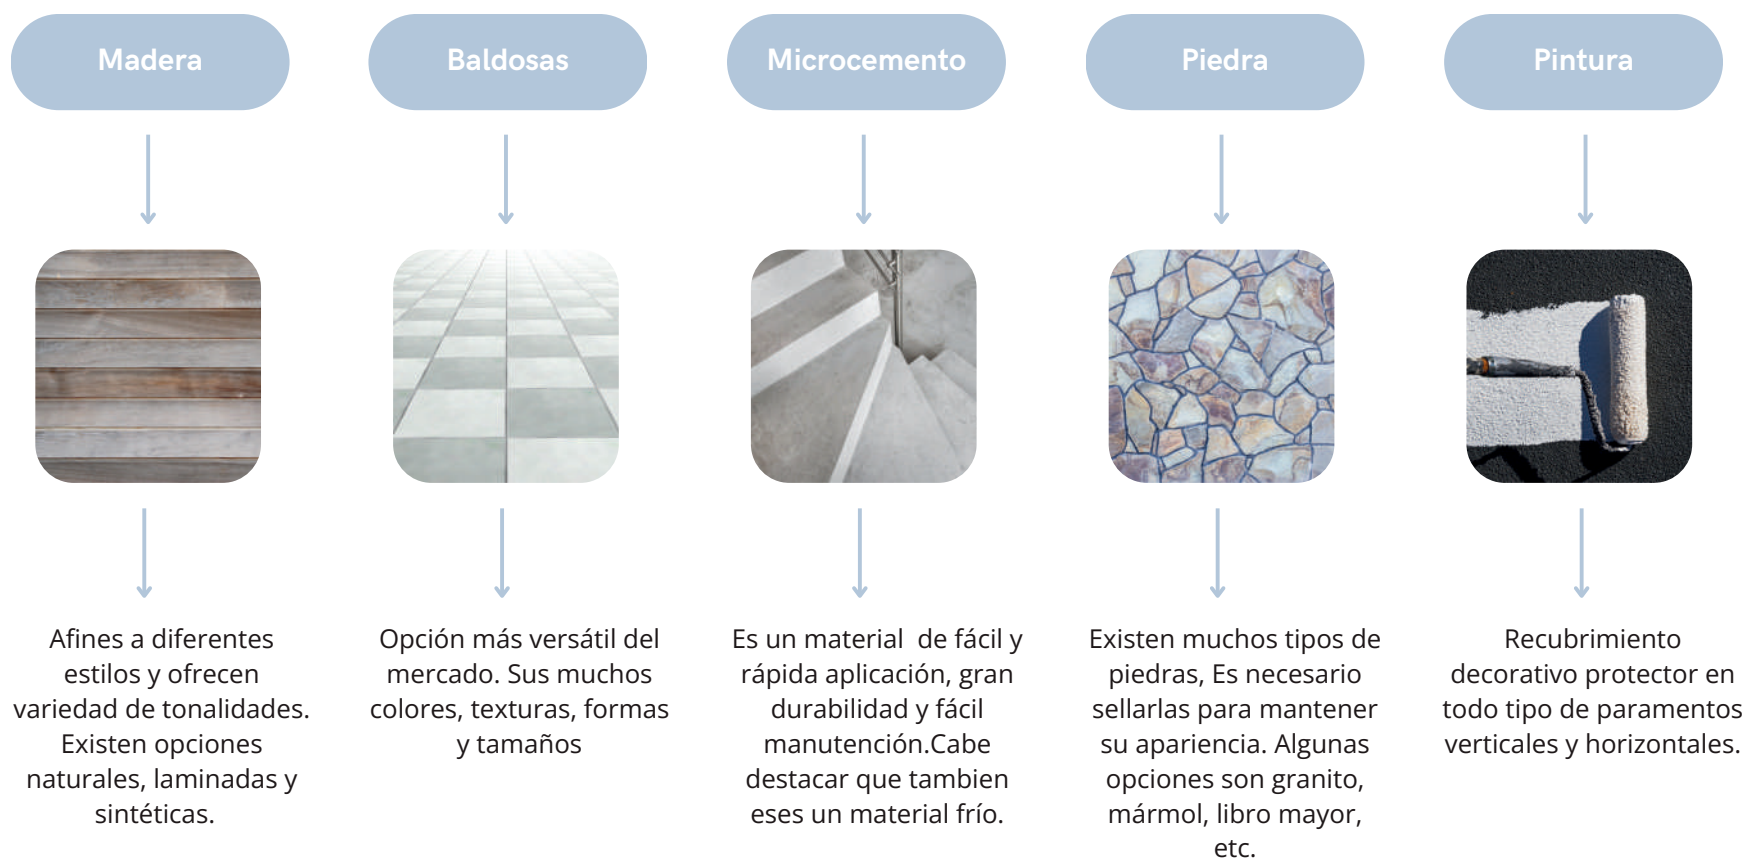 Madera
Baldosas
Microcemento
Piedra
Pintura
Afines a diferentes
estilos y ofrecen
variedad de tonalidades.
Existen opciones
naturales, laminadas y
sintéticas.
Opción más versátil del
mercado. Sus muchos
colores, texturas, formas
y tamaños
Es un material  de fácil y
rápida aplicación, gran
durabilidad y fácil
manutención.Cabe
destacar que tambien
eses un material frío.
Existen muchos tipos de
piedras, Es necesario
sellarlas para mantener
su apariencia. Algunas
opciones son granito,
mármol, libro mayor,
etc.
Recubrimiento
decorativo protector en
todo tipo de paramentos
verticales y horizontales.